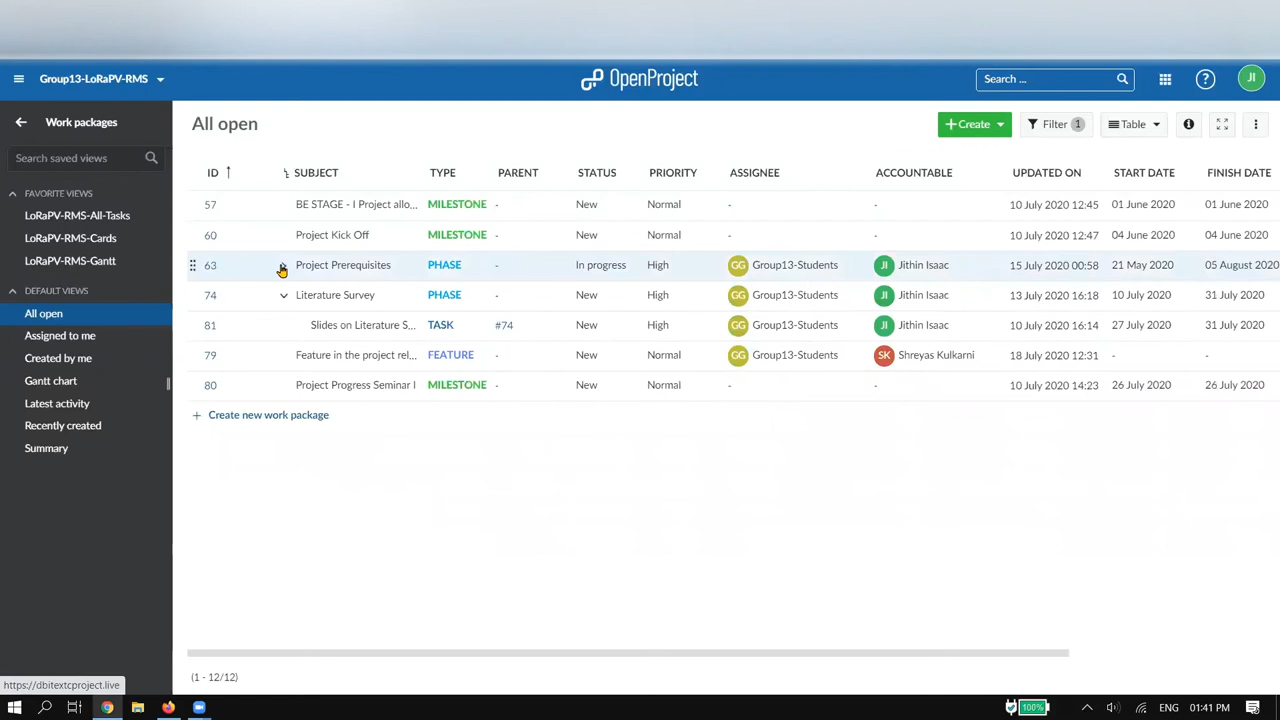 Group13-LoRaPV-RMS
OpenProject
Search ...
?
JI
Work packages
All open
+Create
Filter 1
Table
Search saved views
ID SUBJECT TYPE PARENT STATUS PRIORITY ASSIGNEE ACCOUNTABLE UPDATED ON START DATE FINISH DATE
FAVORITE VIEWS
LoRaPV-RMS-All-Tasks
LoRaPV-RMS-Cards
LoRaPV-RMS-Gantt
DEFAULT VIEWS
All open
Assigned to me
Created by me
Gantt chart
Latest activity
Recently created
Summary
57 BE STAGE - I Project allo... MILESTONE - New Normal - - 10 July 2020 12:45 01 June 2020 01 June 2020
60 Project Kick Off MILESTONE - New Normal - - 10 July 2020 12:47 04 June 2020 04 June 2020
63 Project Prerequisites PHASE - In progress High GG Group13-Students JI Jithin Isaac 15 July 2020 00:58 21 May 2020 05 August 2020
74 Literature Survey PHASE - New High GG Group13-Students JI Jithin Isaac 13 July 2020 16:18 10 July 2020 31 July 2020
81 Slides on Literature S... TASK #74 New High GG Group13-Students JI Jithin Isaac 10 July 2020 16:14 27 July 2020 31 July 2020
79 Feature in the project rel... FEATURE - New Normal GG Group13-Students SK Shreyas Kulkarni 18 July 2020 12:31 - -
80 Project Progress Seminar I MILESTONE - New Normal - - 10 July 2020 14:23 26 July 2020 26 July 2020
+ Create new work package
(1 - 12/12)
https://dbitextcproject.live
100%
ENG
01:41 PM